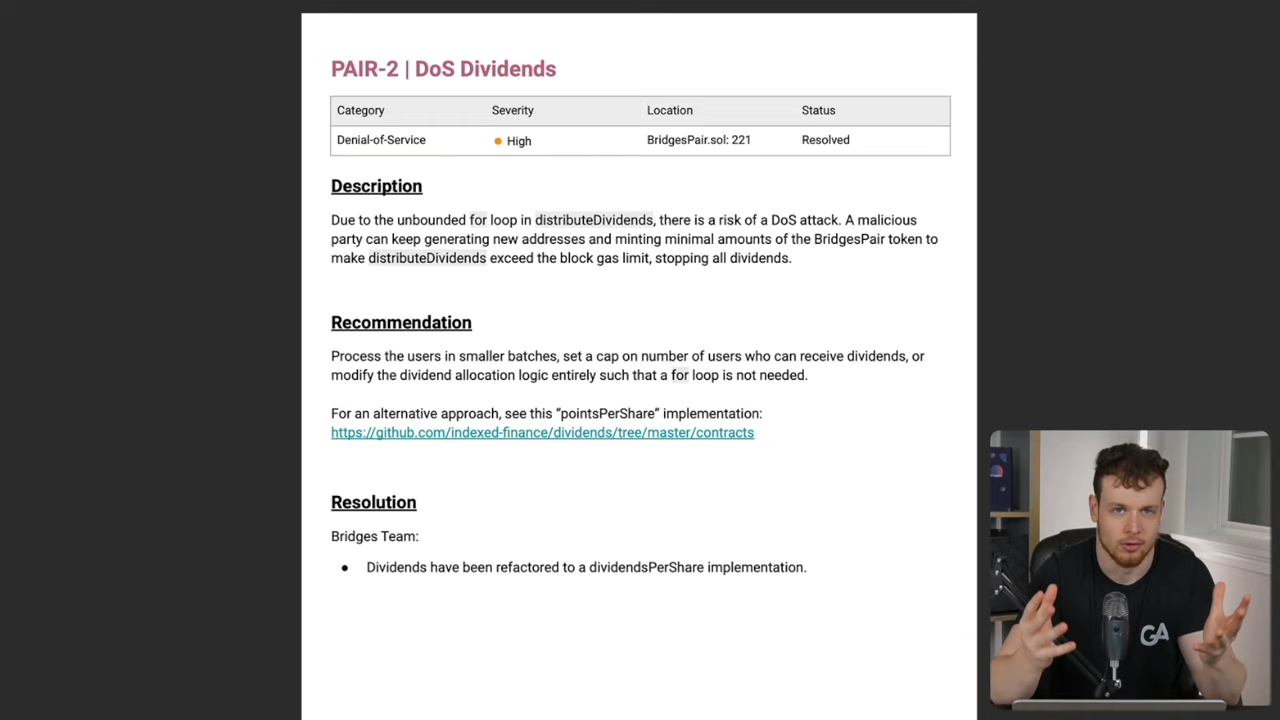 PAIR-2 | DoS Dividends
Category Severity Location Status
Denial-of-Service High BridgesPair.sol: 221 Resolved
Description
Due to the unbounded for loop in distributeDividends, there is a risk of a DoS attack. A malicious
party can keep generating new addresses and minting minimal amounts of the BridgesPair token to
make distributeDividends exceed the block gas limit, stopping all dividends.
Recommendation
Process the users in smaller batches, set a cap on number of users who can receive dividends, or
modify the dividend allocation logic entirely such that a for loop is not needed.
For an alternative approach, see this “pointsPerShare” implementation:
https://github.com/indexed-finance/dividends/tree/master/contracts
Resolution
Bridges Team:
● Dividends have been refactored to a dividendsPerShare implementation.
GA